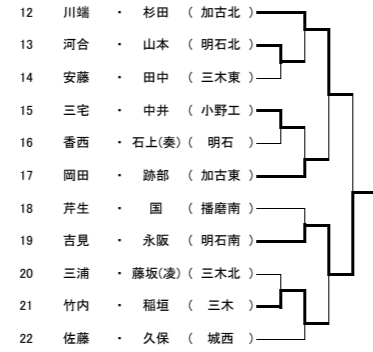 12 川端 ・ 杉田 ( 加古北 )
13 河合 ・ 山本 ( 明石北 )
14 安藤 ・ 田中 ( 三木東 )
15 三宅 ・ 中井 ( 小野工 )
16 香西 ・ 石上(奏) ( 明石 )
17 岡田 ・ 跡部 ( 加古東 )
18 芹生 ・ 国 ( 播磨南 )
19 吉見 ・ 永阪 ( 明石南 )
20 三浦 ・ 藤坂(凌) ( 三木北 )
21 竹内 ・ 稲垣 ( 三木 )
22 佐藤 ・ 久保 ( 城西 )